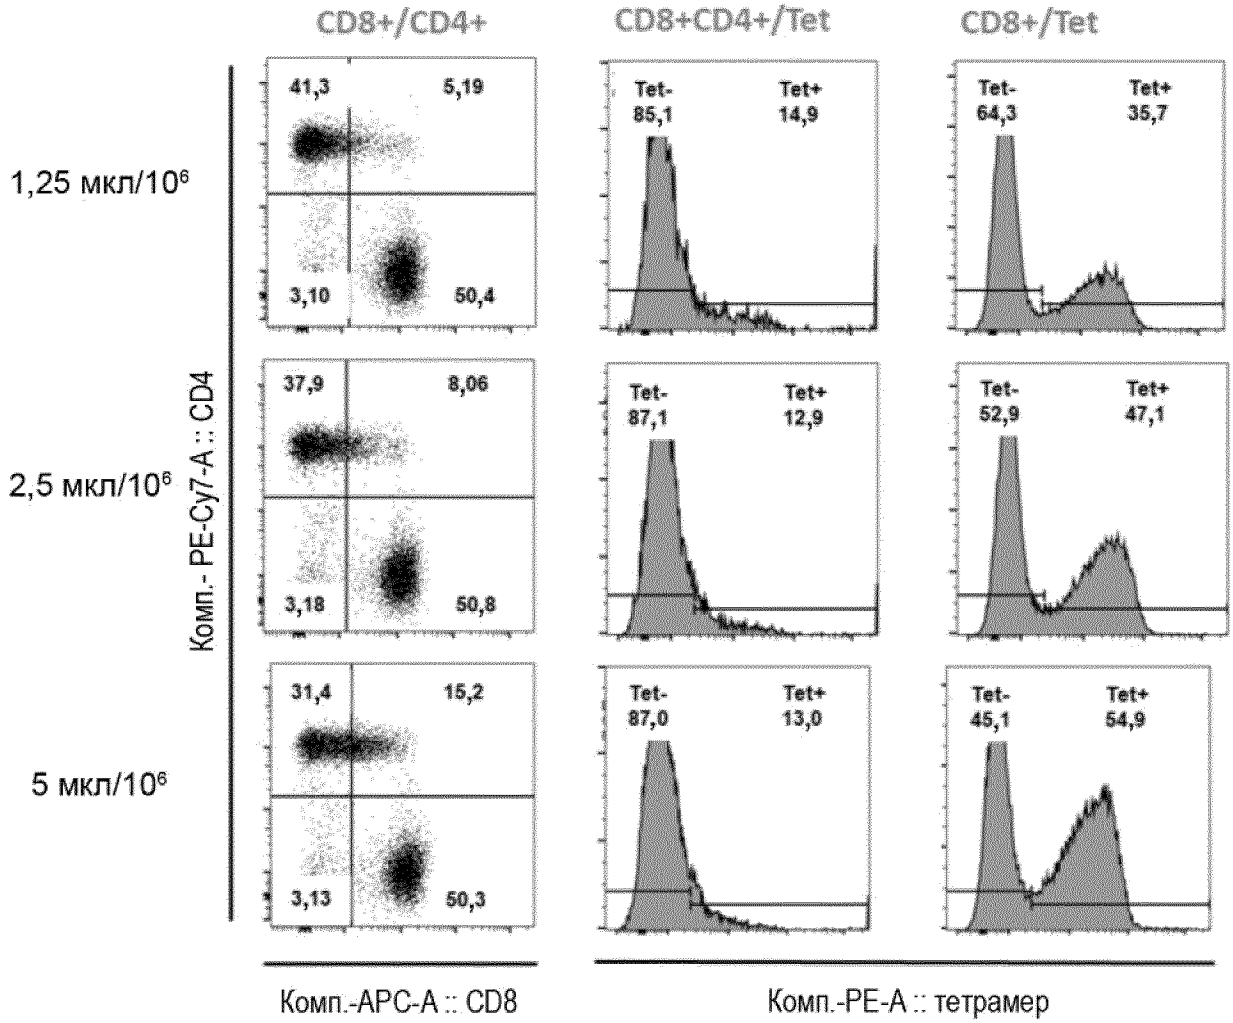 CD8+/CD4+
CD8+CD4+/Tet
CD8+/Tet
1,25 мкл/10⁶
41,3
5,19
3,10
50,4
Tet-
85,1
Tet+
14,9
Tet-
64,3
Tet+
35,7
2,5 мкл/10⁶
37,9
8,06
3,18
50,8
Tet-
87,1
Tet+
12,9
Tet-
52,9
Tet+
47,1
5 мкл/10⁶
31,4
15,2
3,13
50,3
Tet-
87,0
Tet+
13,0
Tet-
45,1
Tet+
54,9
Комп.- PE-Cy7-A :: CD4
Комп.-APC-A :: CD8
Комп.-PE-A :: тетрамер